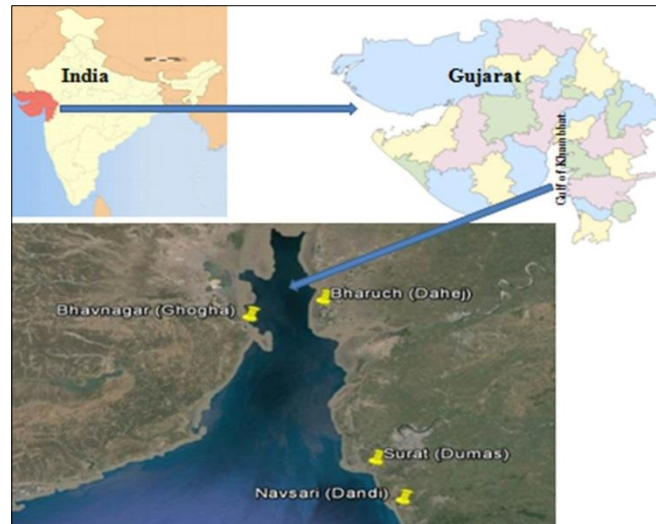 India
Gujarat
Gulf of Khambhat
Bhavnagar (Ghogha)
Bharuch (Dahej)
Surat (Dumas)
Navsari (Dandi)